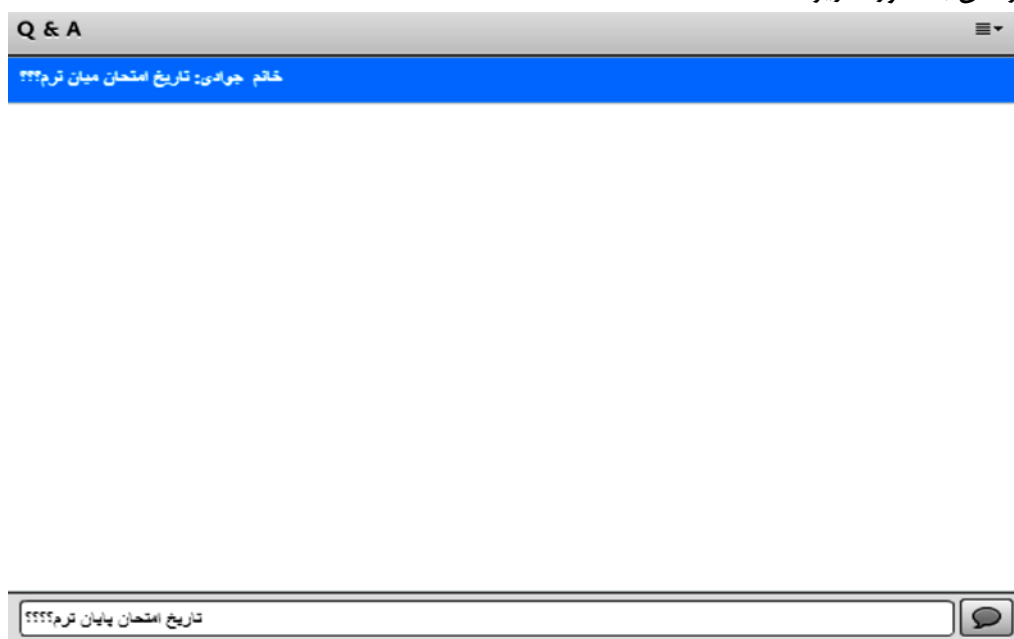 Q & A
خانم جوادی: تاریخ امتحان میان ترم؟؟؟
تاریخ امتحان پایان ترم؟؟؟؟